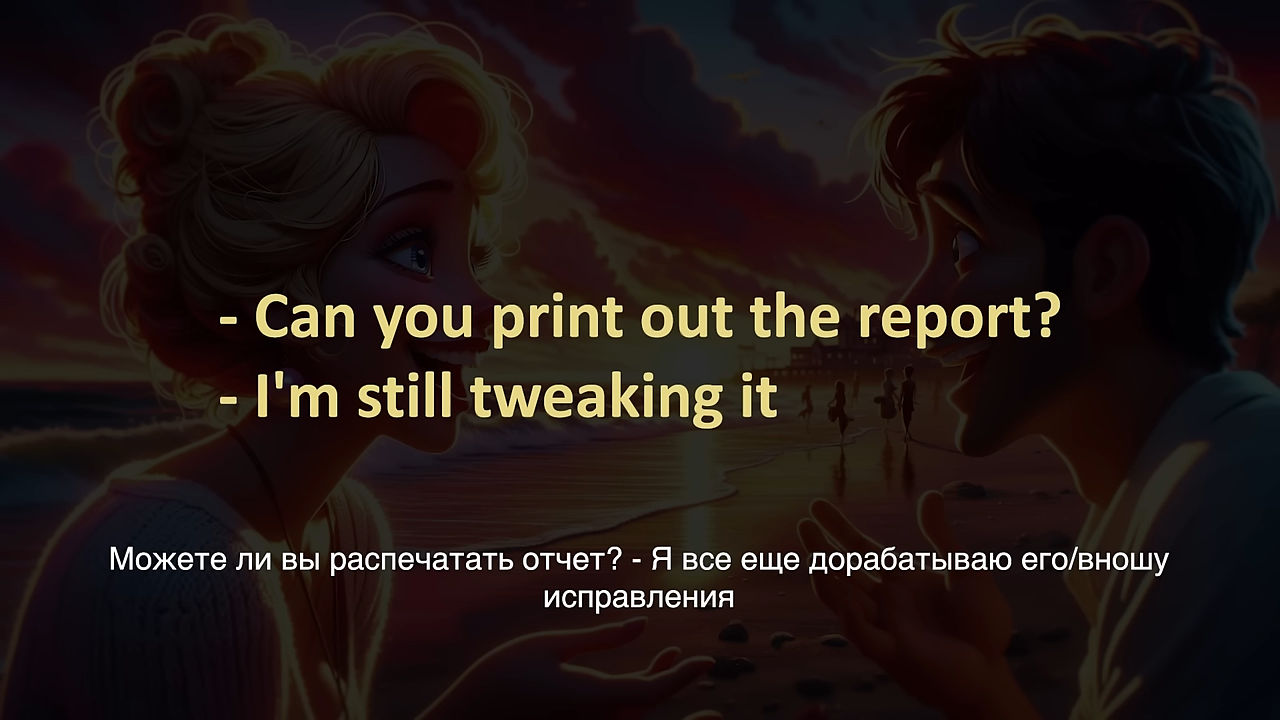 - Can you print out the report?
- I'm still tweaking it
Можете ли вы распечатать отчет? - Я все еще дорабатываю его/вношу
исправления